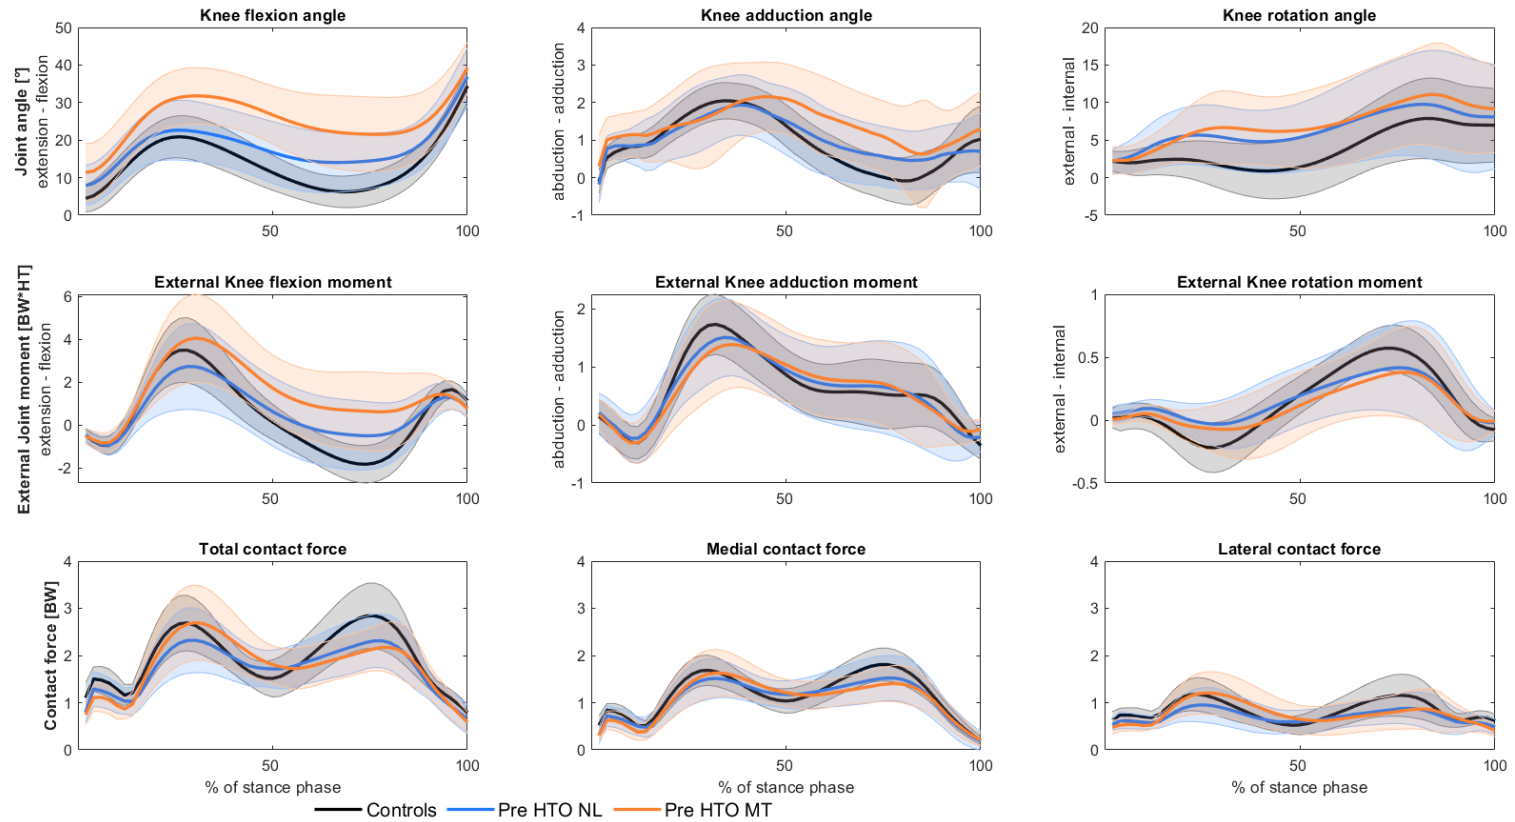 Knee flexion angle
Knee adduction angle
Knee rotation angle
Joint angle [°]
extension - flexion
50
40
30
20
10
0
50
100
abduction - adduction
4
3
2
1
0
-1
50
100
external - internal
20
15
10
5
0
-5
50
100
External Knee flexion moment
External Knee adduction moment
External Knee rotation moment
External Joint moment [BW*HT]
extension - flexion
6
4
2
0
-2
50
100
abduction - adduction
2
1
0
-1
50
100
external - internal
1
0.5
0
-0.5
50
100
Total contact force
Medial contact force
Lateral contact force
Contact force [BW]
4
3
2
1
0
50
100
4
3
2
1
0
50
100
4
3
2
1
0
50
100
% of stance phase
% of stance phase
% of stance phase
Controls
Pre HTO NL
Pre HTO MT